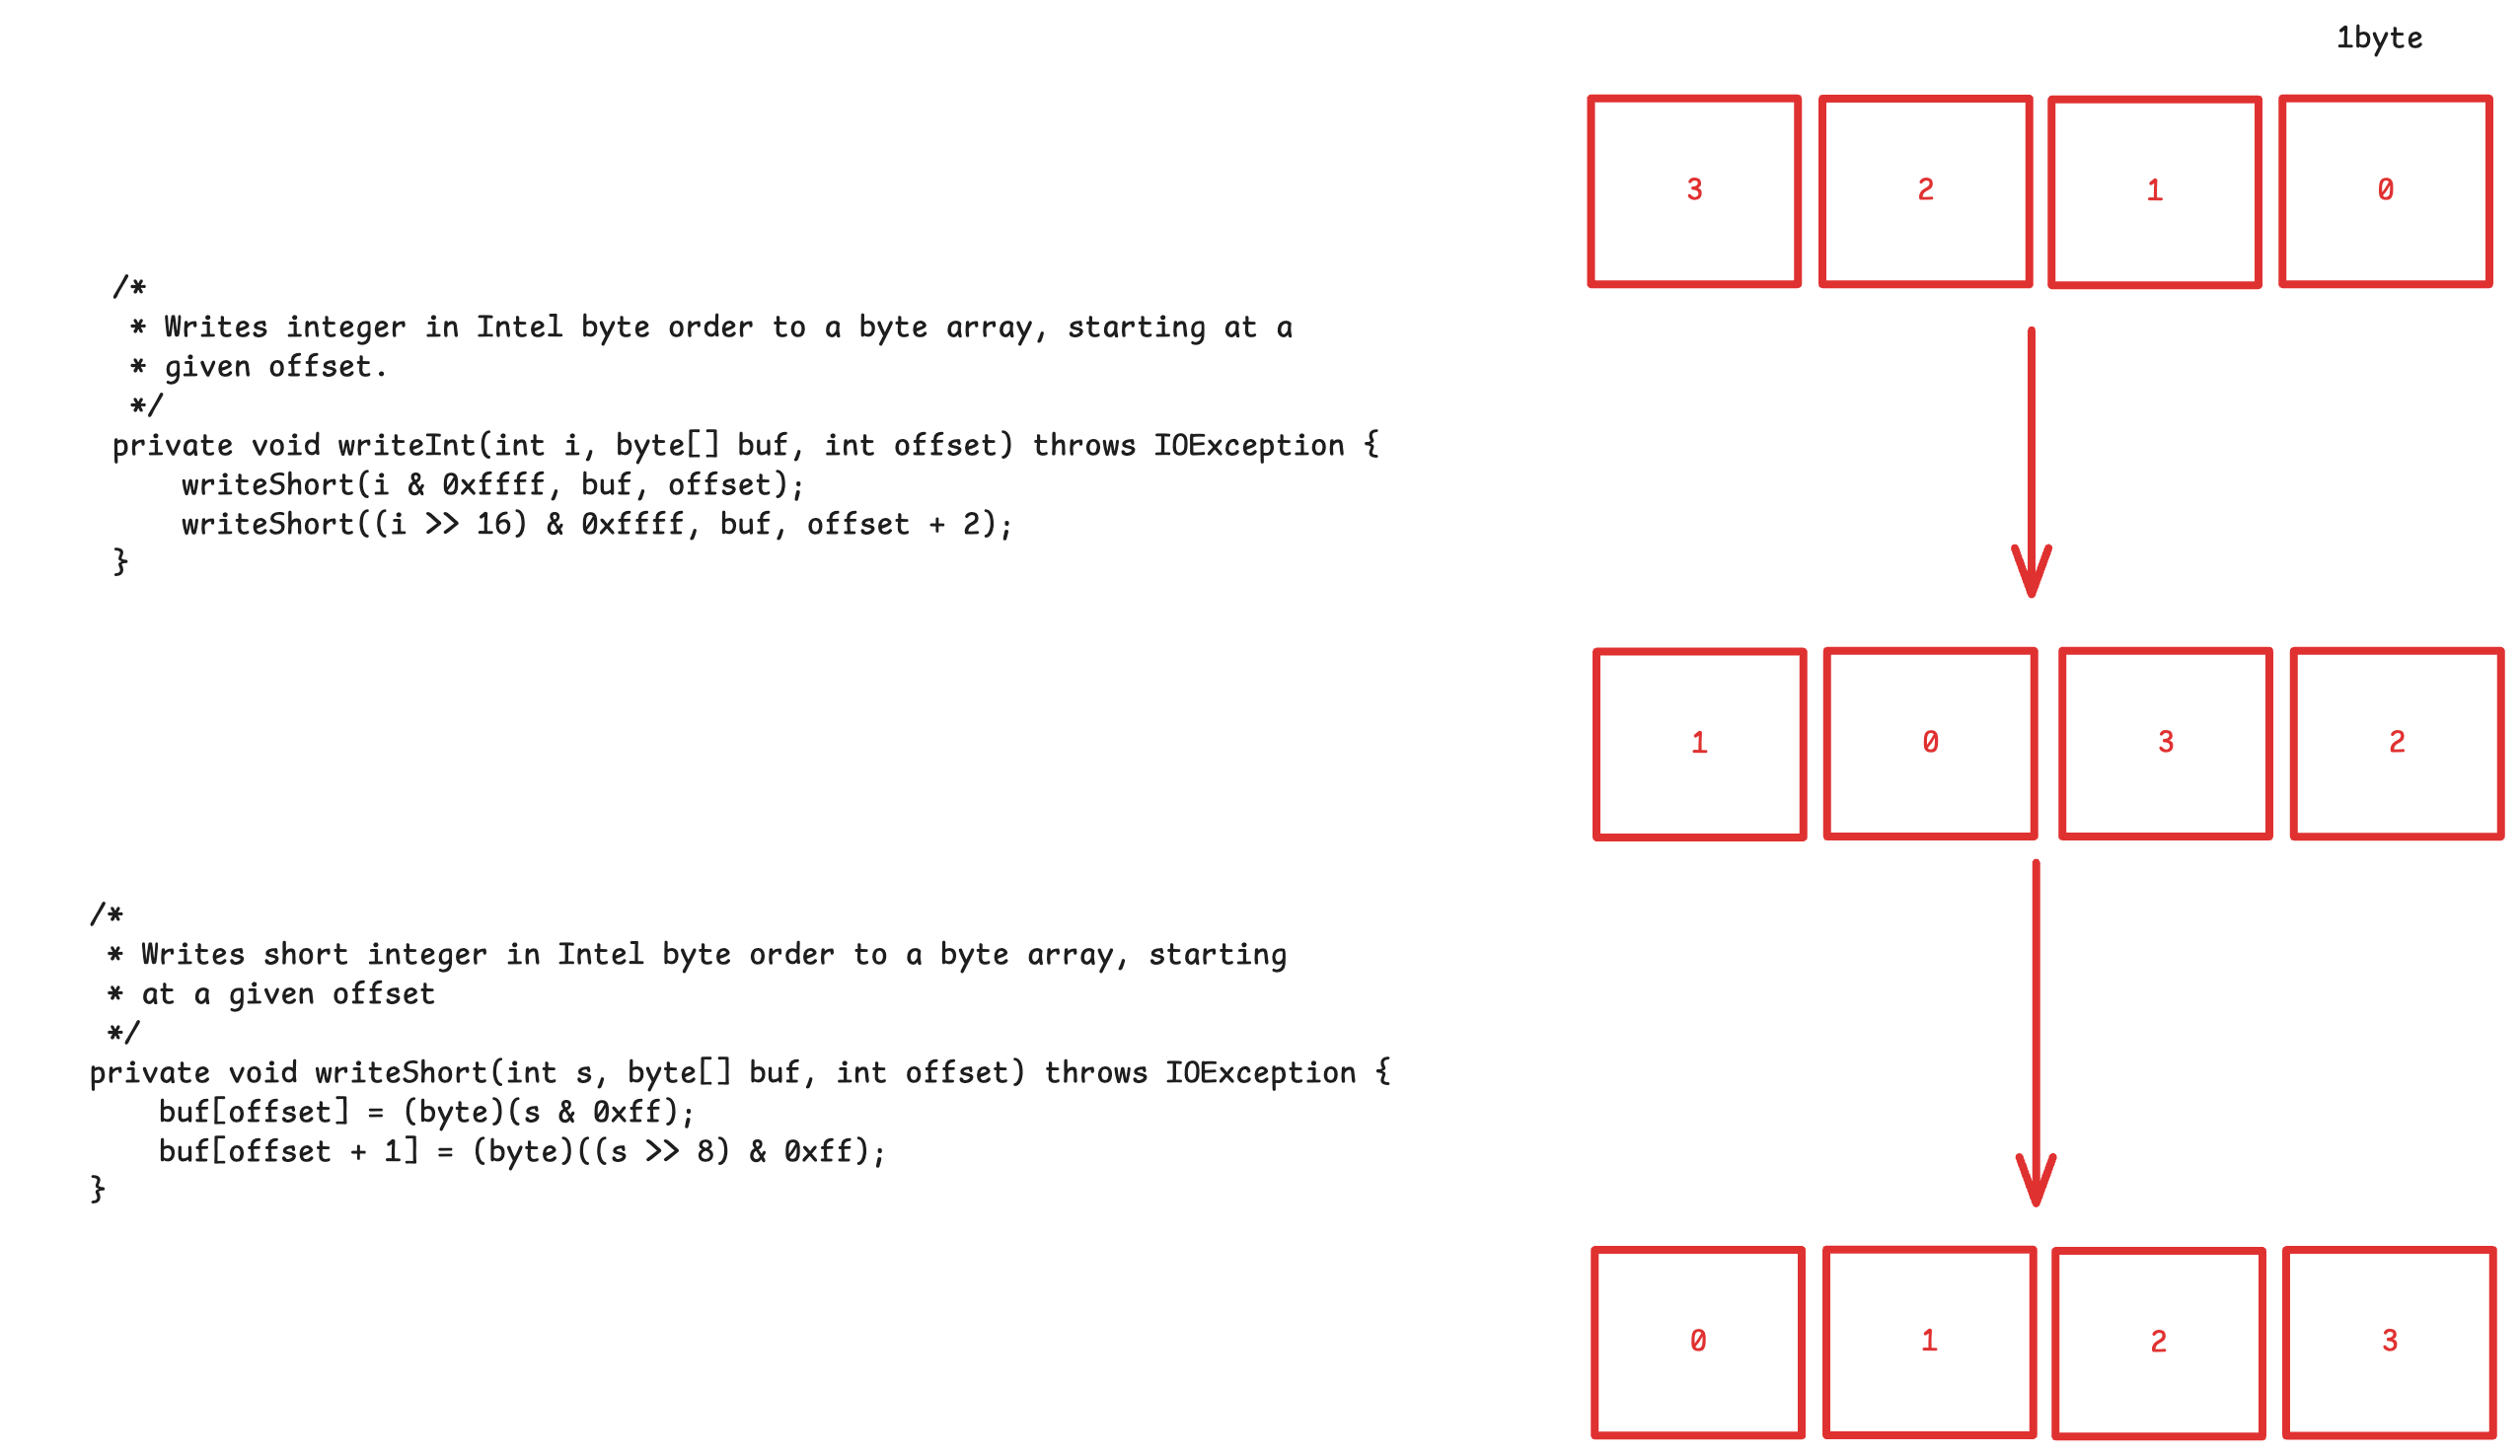 1byte
3 2 1 0
/*
 * Writes integer in Intel byte order to a byte array, starting at a
 * given offset.
 */
private void writeInt(int i, byte[] buf, int offset) throws IOException {
    writeShort(i & 0xffff, buf, offset);
    writeShort((i >> 16) & 0xffff, buf, offset + 2);
}
1 0 3 2
/*
 * Writes short integer in Intel byte order to a byte array, starting
 * at a given offset
 */
private void writeShort(int s, byte[] buf, int offset) throws IOException {
    buf[offset] = (byte)(s & 0xff);
    buf[offset + 1] = (byte)((s >> 8) & 0xff);
}
0 1 2 3